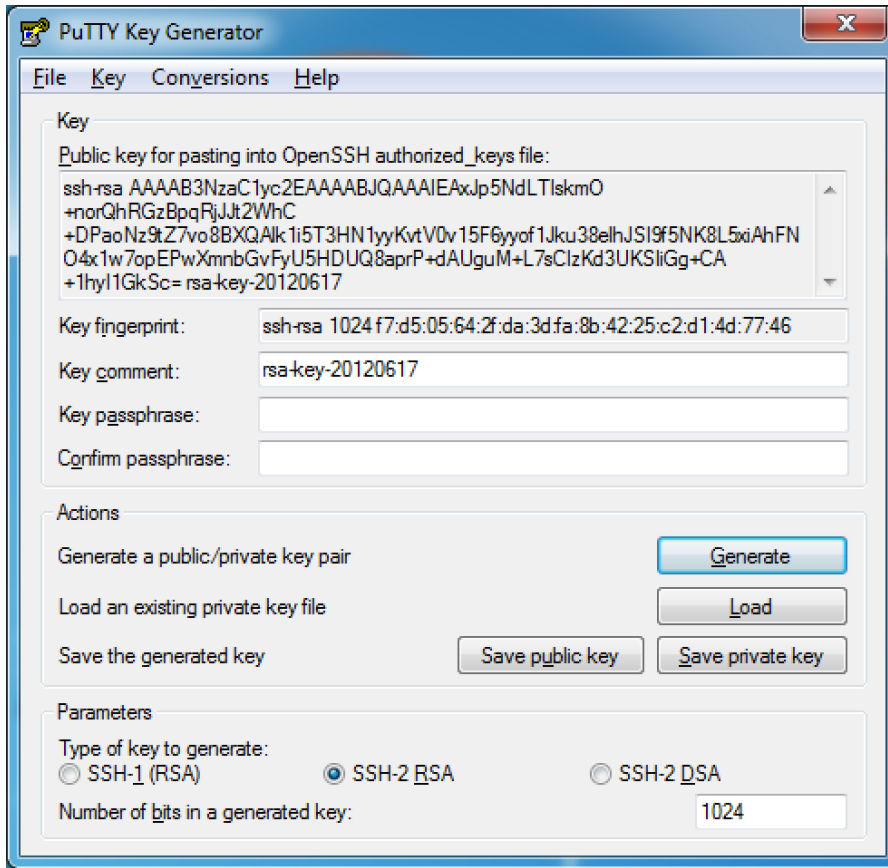 PuTTY Key Generator
File Key Conversions Help
Key
Public key for pasting into OpenSSH authorized_keys file:
ssh-rsa AAAAB3NzaC1yc2EAAAABJQAAAIEAxJp5NdLTIskmO
+norQhRGzBpqRjJJt2WhC
+DPaoNz9tZ7vo8BXQAlk1i5T3HN1yyKvtV0v15F6yyof1Jku38elhJSI9f5NK8L5xiAhFN
O4x1w7opEPwXmnbGvFyU5HDUQ8aprP+dAUguM+L7sClzKd3UKSIiGg+CA
+1hyI1GkSc= rsa-key-20120617
Key fingerprint: ssh-rsa 1024 f7:d5:05:64:2f:da:3d:fa:8b:42:25:c2:d1:4d:77:46
Key comment: rsa-key-20120617
Key passphrase:
Confirm passphrase:
Actions
Generate a public/private key pair Generate
Load an existing private key file Load
Save the generated key Save public key Save private key
Parameters
Type of key to generate:
SSH-1 (RSA) SSH-2 RSA SSH-2 DSA
Number of bits in a generated key: 1024